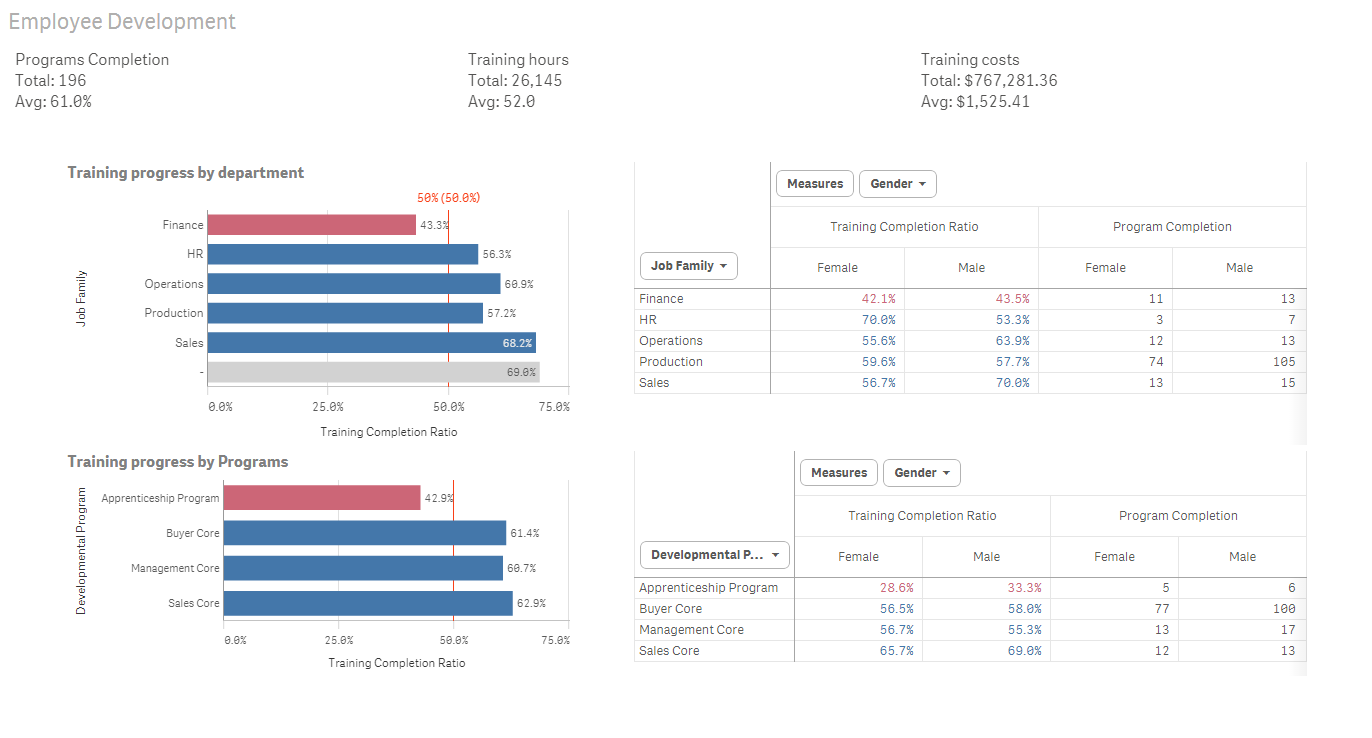 Employee Development
Programs Completion
Total: 196
Avg: 61.0%
Training hours
Total: 26,145
Avg: 52.0
Training costs
Total: $767,281.36
Avg: $1,525.41
Training progress by department
50% (50.0%)
Job Family
Finance 43.3%
HR 56.3%
Operations 60.9%
Production 57.2%
Sales 68.2%
- 69.0%
0.0% 25.0% 50.0% 75.0%
Training Completion Ratio
Measures Gender
Training Completion Ratio Program Completion
Job Family Female Male Female Male
Finance 42.1% 43.5% 11 13
HR 70.0% 53.3% 3 7
Operations 55.6% 63.9% 12 13
Production 59.6% 57.7% 74 105
Sales 56.7% 70.0% 13 15
Training progress by Programs
Developmental Program
Apprenticeship Program 42.9%
Buyer Core 61.4%
Management Core 60.7%
Sales Core 62.9%
0.0% 25.0% 50.0% 75.0%
Training Completion Ratio
Measures Gender
Training Completion Ratio Program Completion
Developmental P... Female Male Female Male
Apprenticeship Program 28.6% 33.3% 5 6
Buyer Core 56.5% 58.0% 77 100
Management Core 56.7% 55.3% 13 17
Sales Core 65.7% 69.0% 12 13